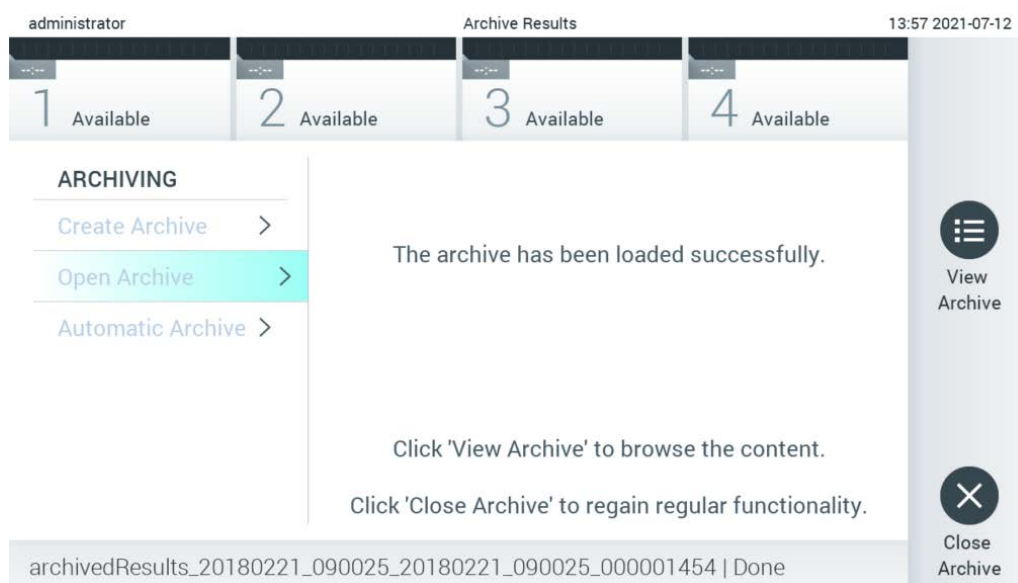 administrator Archive Results 13:57 2021-07-12
--:-- --:-- --:-- --:--
1 Available 2 Available 3 Available 4 Available
ARCHIVING
Create Archive
Open Archive
Automatic Archive
The archive has been loaded successfully.
Click 'View Archive' to browse the content.
Click 'Close Archive' to regain regular functionality.
View
Archive
Close
Archive
archivedResults_20180221_090025_20180221_090025_000001454 | Done